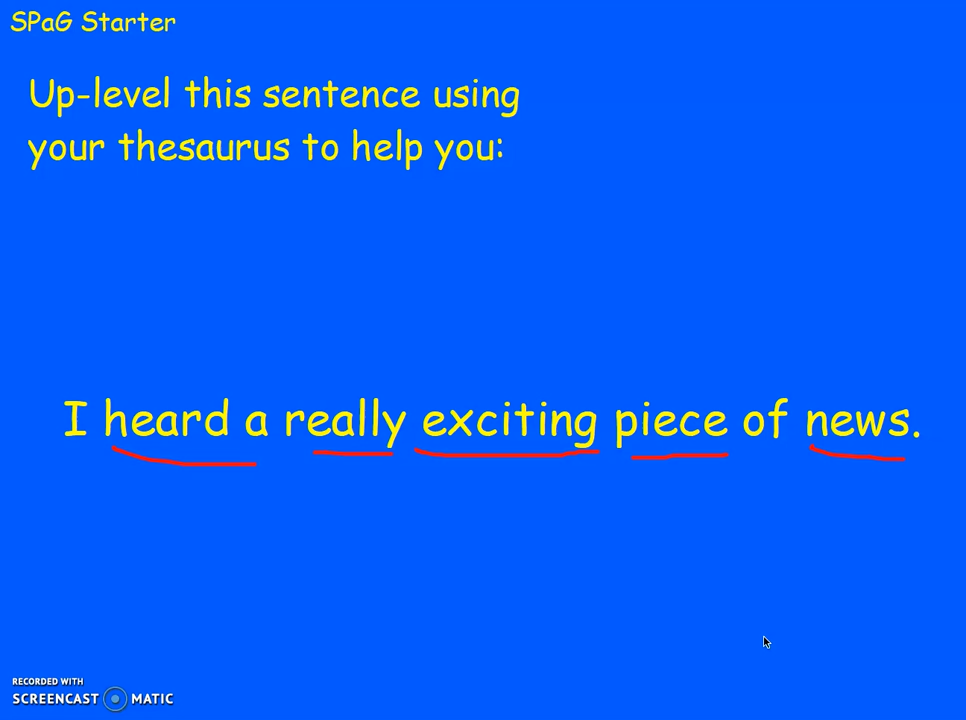 SPaG Starter
Up-level this sentence using
your thesaurus to help you:
I heard a really exciting piece of news.
RECORDED WITH
SCREENCAST MATIC